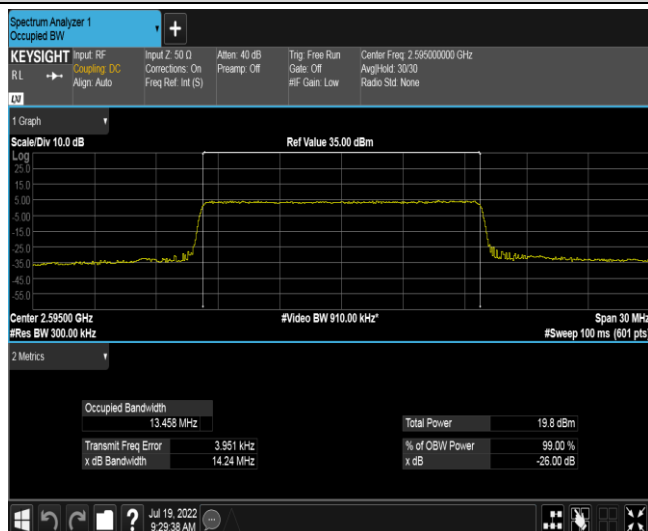 Spectrum Analyzer 1
Occupied BW
KEYSIGHT
RL
LXI
Input: RF
Coupling: DC
Align: Auto
Input Z: 50 Ω
Corrections: On
Freq Ref: Int (S)
Atten: 40 dB
Preamp: Off
Trig: Free Run
Gate: Off
#IF Gain: Low
Center Freq: 2.595000000 GHz
Avg|Hold: 30/30
Radio Std: None
1 Graph
Scale/Div 10.0 dB
Ref Value 35.00 dBm
Log
25.0
15.0
5.00
-5.00
-15.0
-25.0
-35.0
-45.0
-55.0
Center 2.59500 GHz
#Video BW 910.00 kHz*
Span 30 MHz
#Res BW 300.00 kHz
#Sweep 100 ms (601 pts)
2 Metrics
Occupied Bandwidth
13.458 MHz
Total Power 19.8 dBm
Transmit Freq Error 3.951 kHz
% of OBW Power 99.00 %
x dB Bandwidth 14.24 MHz
x dB -26.00 dB
Jul 19, 2022
9:29:38 AM